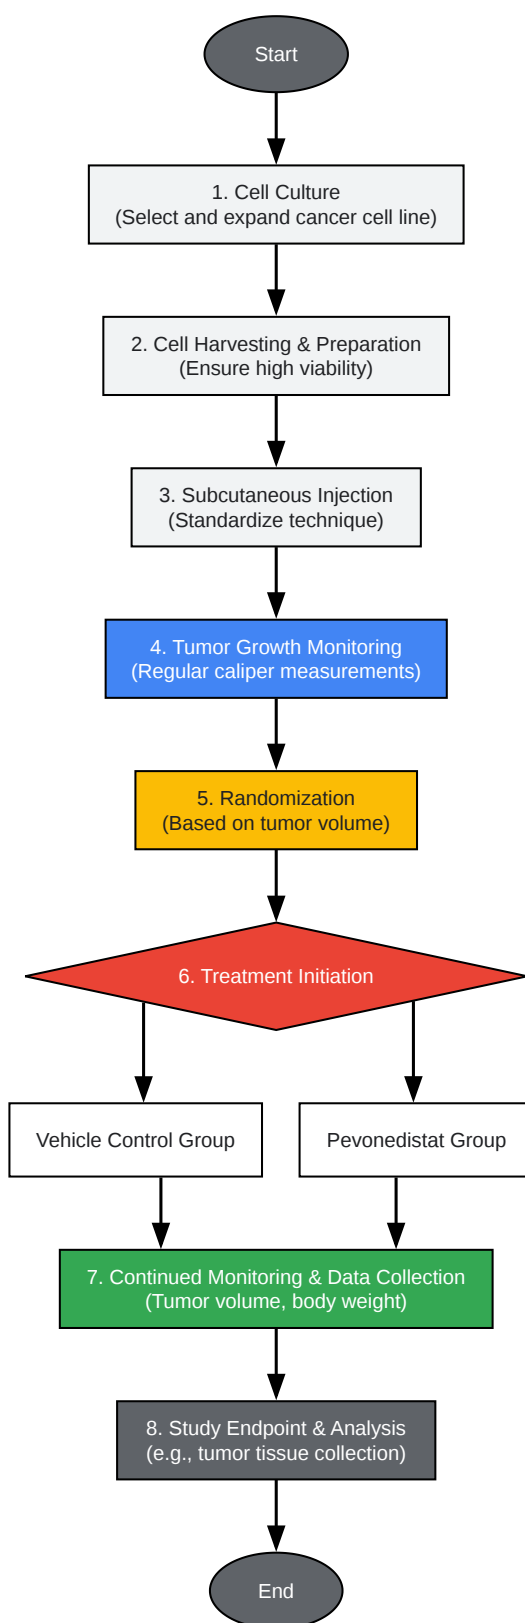 Start
1. Cell Culture
(Select and expand cancer cell line)
2. Cell Harvesting & Preparation
(Ensure high viability)
3. Subcutaneous Injection
(Standardize technique)
4. Tumor Growth Monitoring
(Regular caliper measurements)
5. Randomization
(Based on tumor volume)
6. Treatment Initiation
Vehicle Control Group
Pevonedistat Group
7. Continued Monitoring & Data Collection
(Tumor volume, body weight)
8. Study Endpoint & Analysis
(e.g., tumor tissue collection)
End